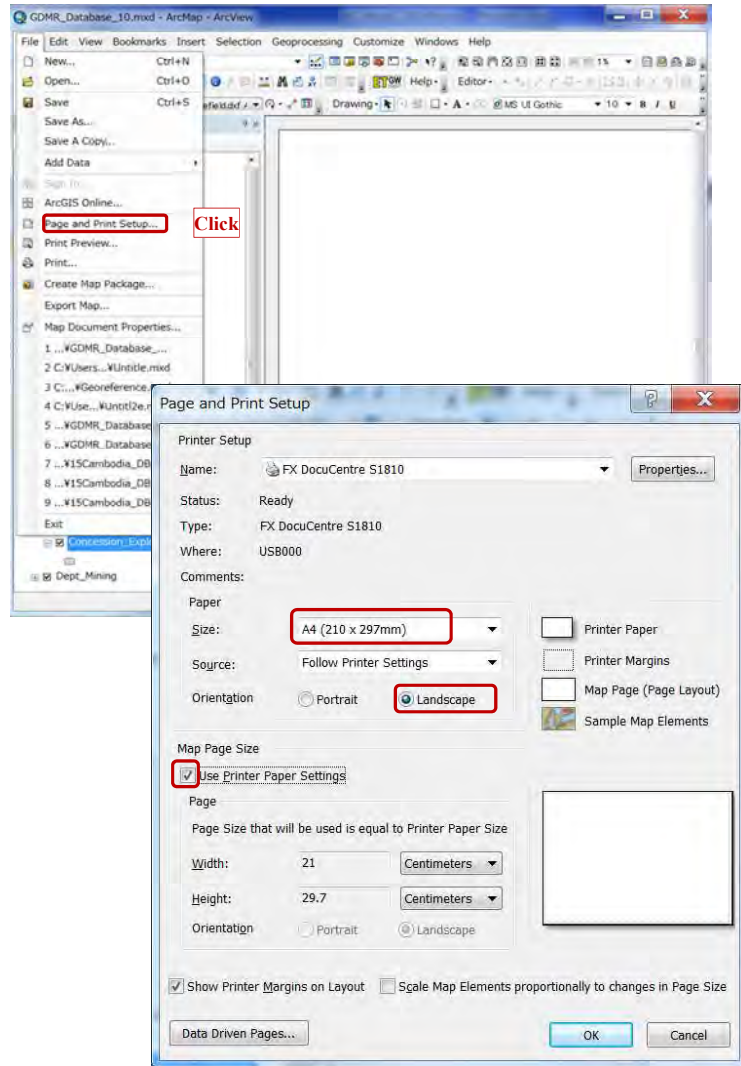 GDMR_Database_10.mxd - ArcMap - ArcView
File Edit View Bookmarks Insert Selection Geoprocessing Customize Windows Help
New... Ctrl+N
1%
Open... Ctrl+O
Help Editor
Save Ctrl+S
Drawing A MS UI Gothic 10 B I U
Save As...
Save A Copy...
Add Data
Sign In...
ArcGIS Online...
Page and Print Setup... Click
Print Preview...
Print...
Create Map Package...
Export Map...
Map Document Properties...
1 ...¥GDMR_Database_...
2 C:¥Users...¥Untitle.mxd
3 C:...¥Georeference.
4 C:¥Use...¥Untitl2e.
5 ...¥GDMR_Database
6 ...¥GDMR_Database
7 ...¥15Cambodia_DB
8 ...¥15Cambodia_DB
9 ...¥15Cambodia_DB
Exit
Concession_Expl
Dept_Mining
Page and Print Setup
Printer Setup
Name: FX DocuCentre S1810 Properties...
Status: Ready
Type: FX DocuCentre S1810
Where: USB000
Comments:
Paper
Size: A4 (210 x 297mm) Printer Paper
Source: Follow Printer Settings Printer Margins
Orientation Portrait Landscape Map Page (Page Layout)
Sample Map Elements
Map Page Size
Use Printer Paper Settings
Page
Page Size that will be used is equal to Printer Paper Size
Width: 21 Centimeters
Height: 29.7 Centimeters
Orientation Portrait Landscape
Show Printer Margins on Layout Scale Map Elements proportionally to changes in Page Size
Data Driven Pages... OK Cancel